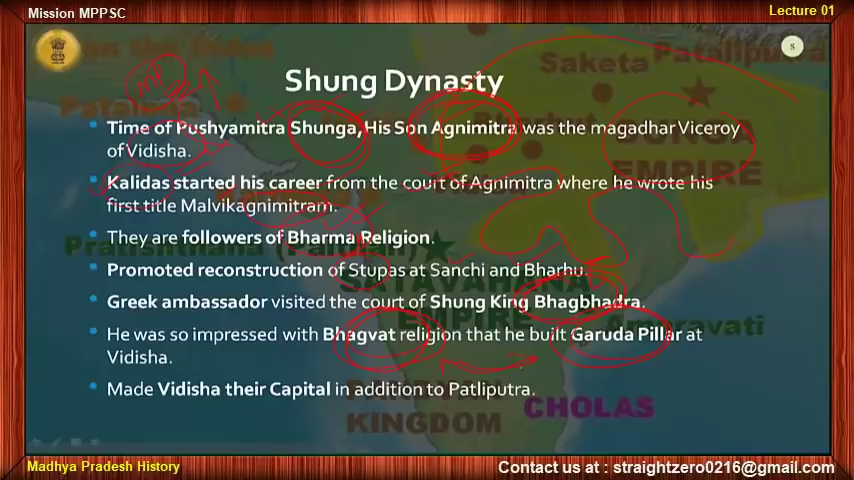 Mission MPPSC
Lecture 01
8
Shung Dynasty
Saketa
Pataliputra
Time of Pushyamitra Shunga, His Son Agnimitra was the magadhar Viceroy
of Vidisha.
EMPIRE
Kalidas started his career from the court of Agnimitra where he wrote his
first title Malvikagnimitram.
They are followers of Bharma Religion.
Promoted reconstruction of Stupas at Sanchi and Bharhu.
Greek ambassador visited the court of Shung King Bhagbhadra.
He was so impressed with Bhagvat religion that he built Garuda Pillar at
Vidisha.
Made Vidisha their Capital in addition to Patliputra.
CHOLAS
KINGDOM
Madhya Pradesh History
Contact us at : straightzero0216@gmail.com